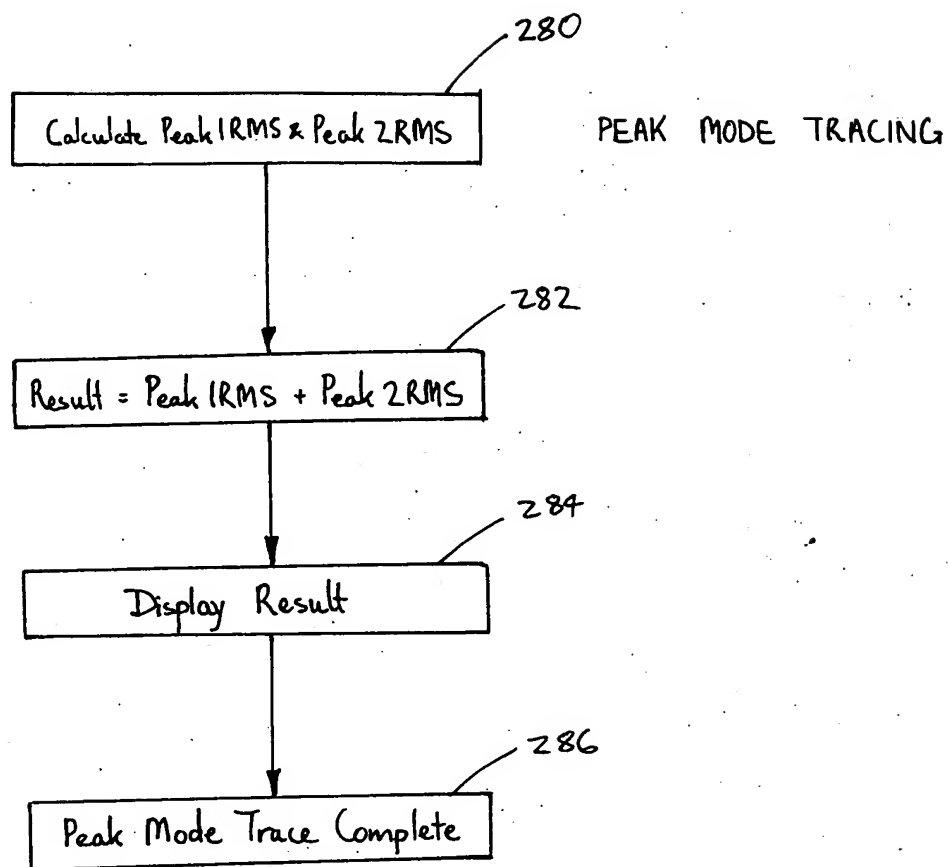 280
Calculate Peak 1RMS & Peak 2RMS
PEAK MODE TRACING
282
Result = Peak 1RMS + Peak 2RMS
284
Display Result
286
Peak Mode Trace Complete